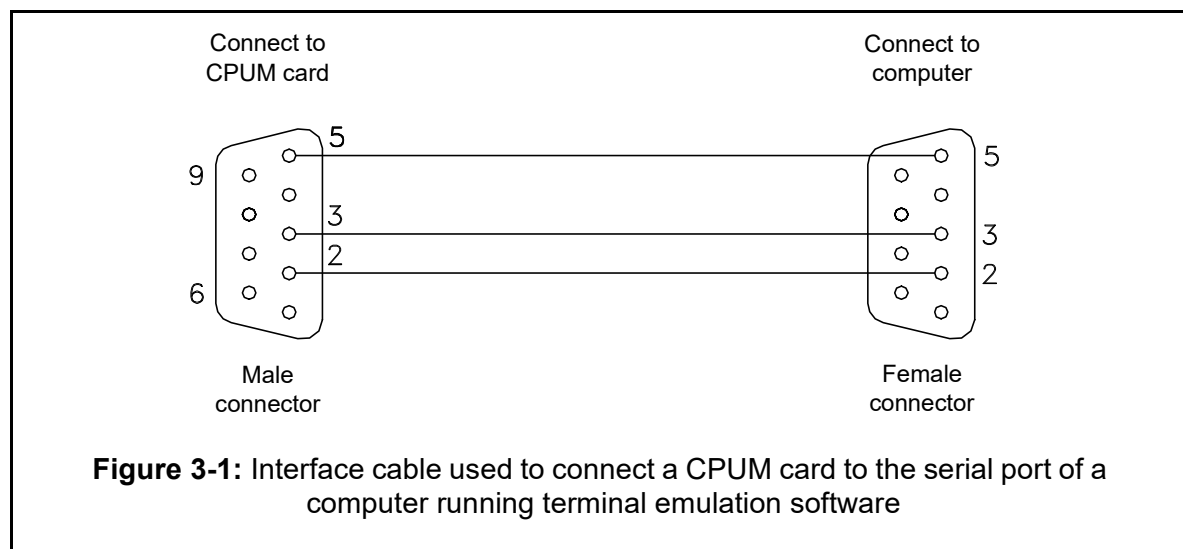 Connect to
CPUM card
Connect to
computer
5
9
3
2
6
5
3
2
Male
connector
Female
connector
Figure 3-1: Interface cable used to connect a CPUM card to the serial port of a
computer running terminal emulation software